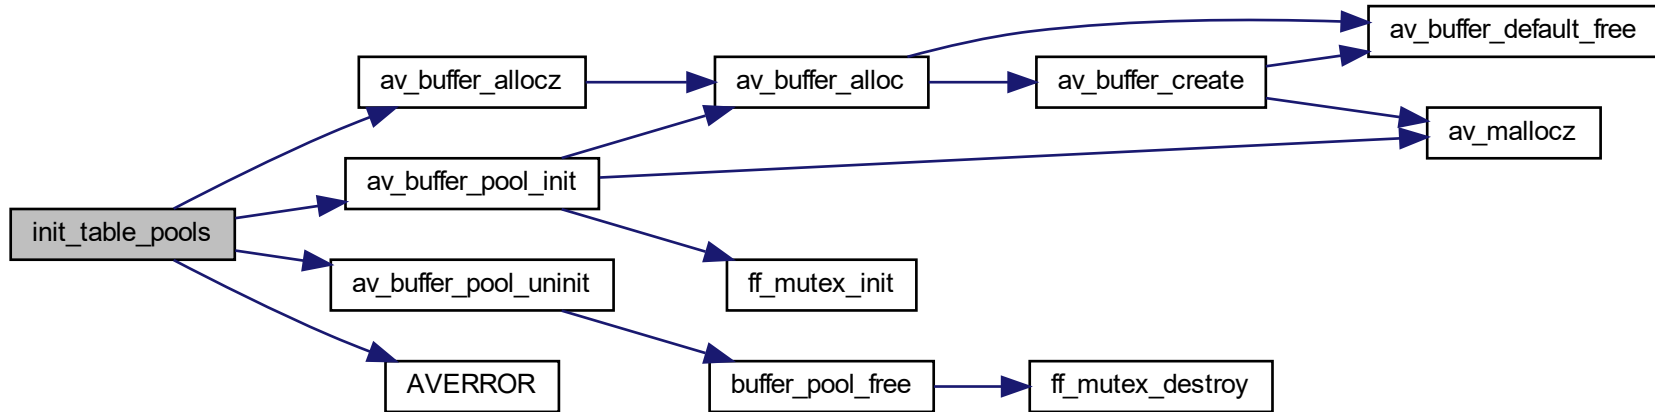 av_buffer_default_free
av_buffer_allocz
av_buffer_alloc
av_buffer_create
av_mallocz
av_buffer_pool_init
init_table_pools
av_buffer_pool_uninit
ff_mutex_init
AVERROR
buffer_pool_free
ff_mutex_destroy